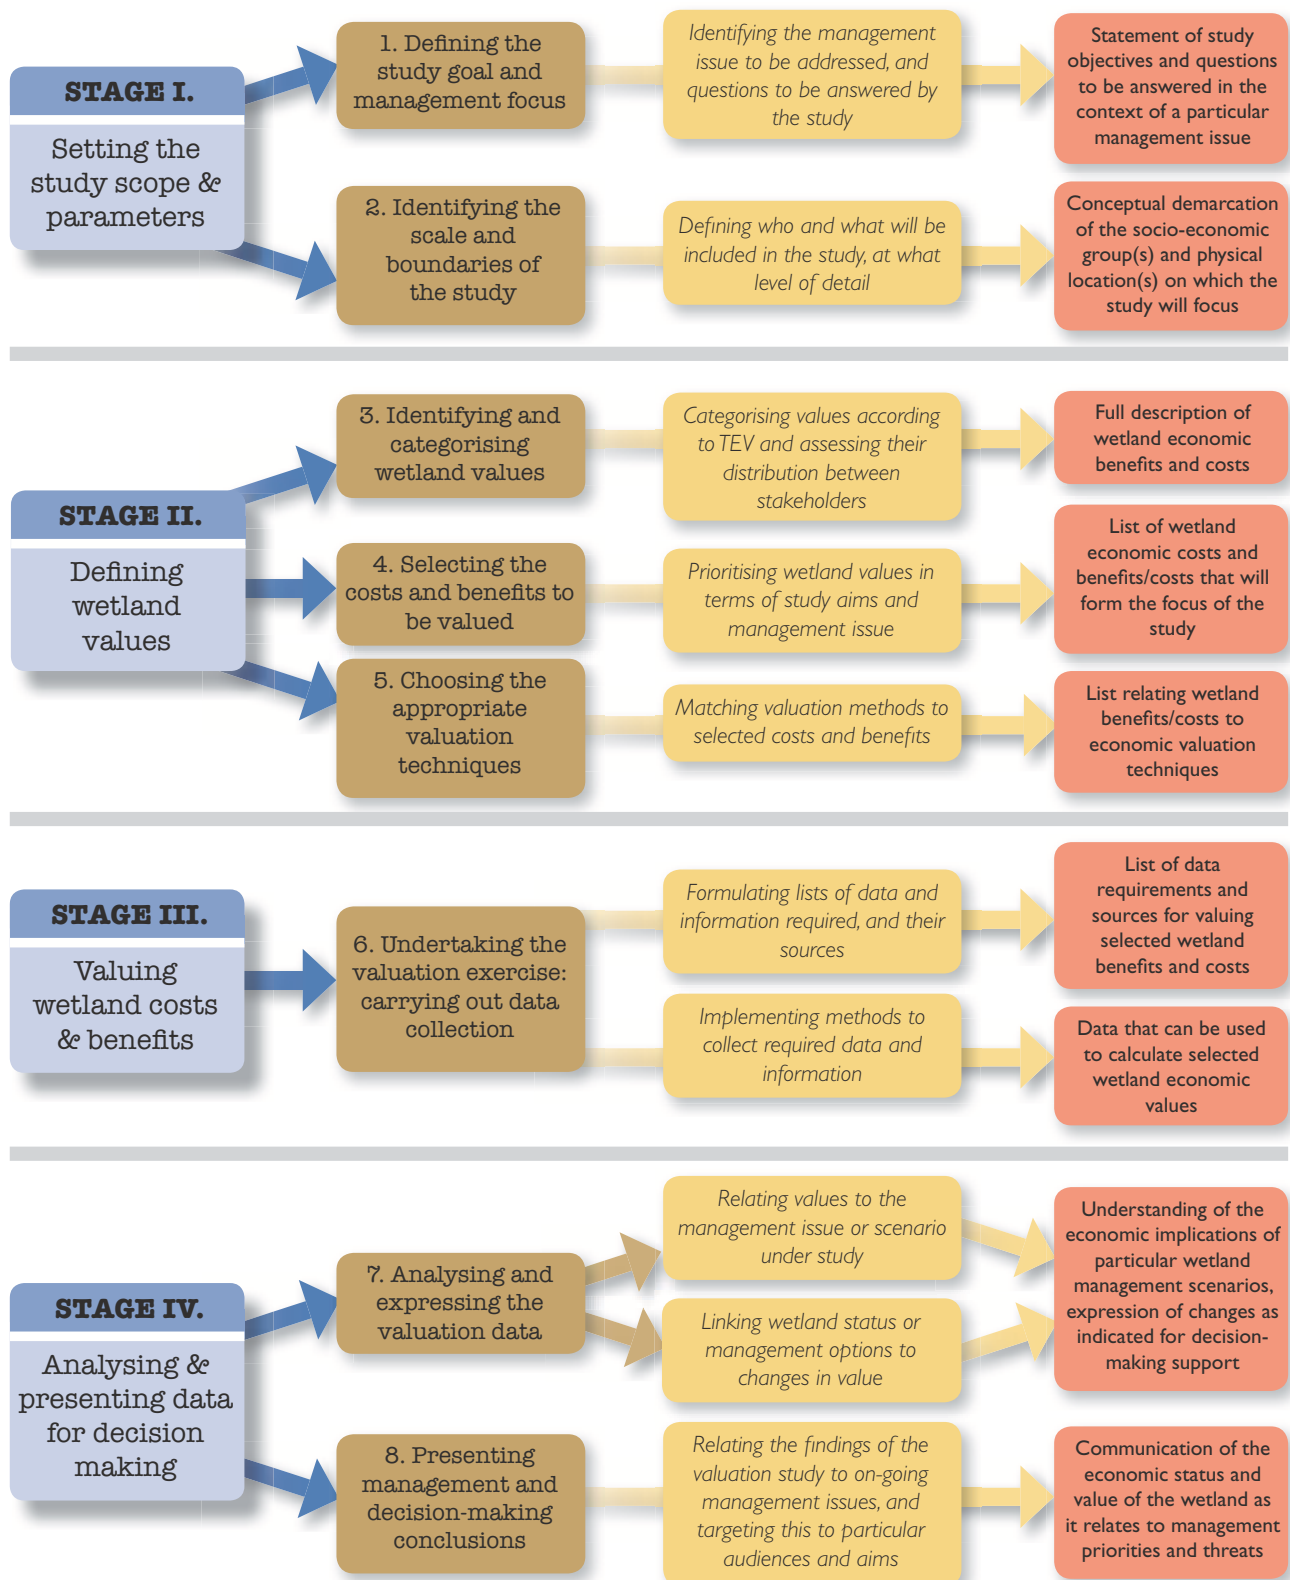 STAGE I.
Setting the
study scope &
parameters
1. Defining the
study goal and
management focus
Identifying the management
issue to be addressed, and
questions to be answered by
the study
Statement of study
objectives and questions
to be answered in the
context of a particular
management issue
2. Identifying the
scale and
boundaries of
the study
Defining who and what will be
included in the study, at what
level of detail
Conceptual demarcation
of the socio-economic
group(s) and physical
location(s) on which the
study will focus
STAGE II.
Defining
wetland
values
3. Identifying and
categorising
wetland values
Categorising values according
to TEV and assessing their
distribution between
stakeholders
Full description of
wetland economic
benefits and costs
4. Selecting the
costs and benefits to
be valued
Prioritising wetland values in
terms of study aims and
management issue
List of wetland
economic costs and
benefits/costs that will
form the focus of the
study
5. Choosing the
appropriate
valuation
techniques
Matching valuation methods to
selected costs and benefits
List relating wetland
benefits/costs to
economic valuation
techniques
STAGE III.
Valuing
wetland costs
& benefits
6. Undertaking the
valuation exercise:
carrying out data
collection
Formulating lists of data and
information required, and their
sources
List of data
requirements and
sources for valuing
selected wetland
benefits and costs
Implementing methods to
collect required data and
information
Data that can be used
to calculate selected
wetland economic
values
STAGE IV.
Analysing &
presenting data
for decision
making
7. Analysing and
expressing the
valuation data
Relating values to the
management issue or scenario
under study
Linking wetland status or
management options to
changes in value
Understanding of the
economic implications of
particular wetland
management scenarios,
expression of changes as
indicated for decision-
making support
8. Presenting
management and
decision-making
conclusions
Relating the findings of the
valuation study to on-going
management issues, and
targeting this to particular
audiences and aims
Communication of the
economic status and
value of the wetland as
it relates to management
priorities and threats